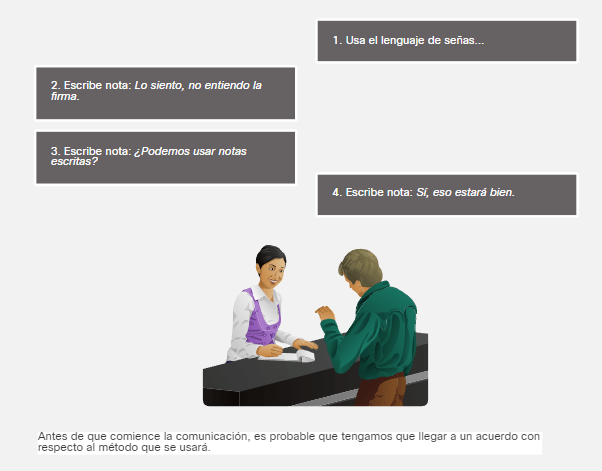 1. Usa el lenguaje de señas...
2. Escribe nota: Lo siento, no entiendo la
firma.
3. Escribe nota: ¿Podemos usar notas
escritas?
4. Escribe nota: Sí, eso estará bien.
Antes de que comience la comunicación, es probable que tengamos que llegar a un acuerdo con
respecto al método que se usará.